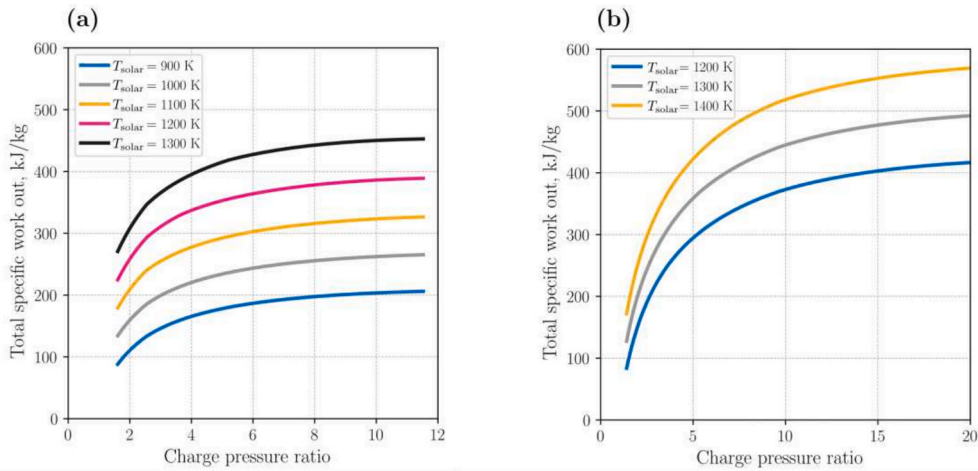 (a)
600
500
400
300
200
100
0
Total specific work out, kJ/kg
T_solar = 900 K
T_solar = 1000 K
T_solar = 1100 K
T_solar = 1200 K
T_solar = 1300 K
0 2 4 6 8 10 12
Charge pressure ratio
(b)
600
500
400
300
200
100
0
Total specific work out, kJ/kg
T_solar = 1200 K
T_solar = 1300 K
T_solar = 1400 K
0 5 10 15 20
Charge pressure ratio